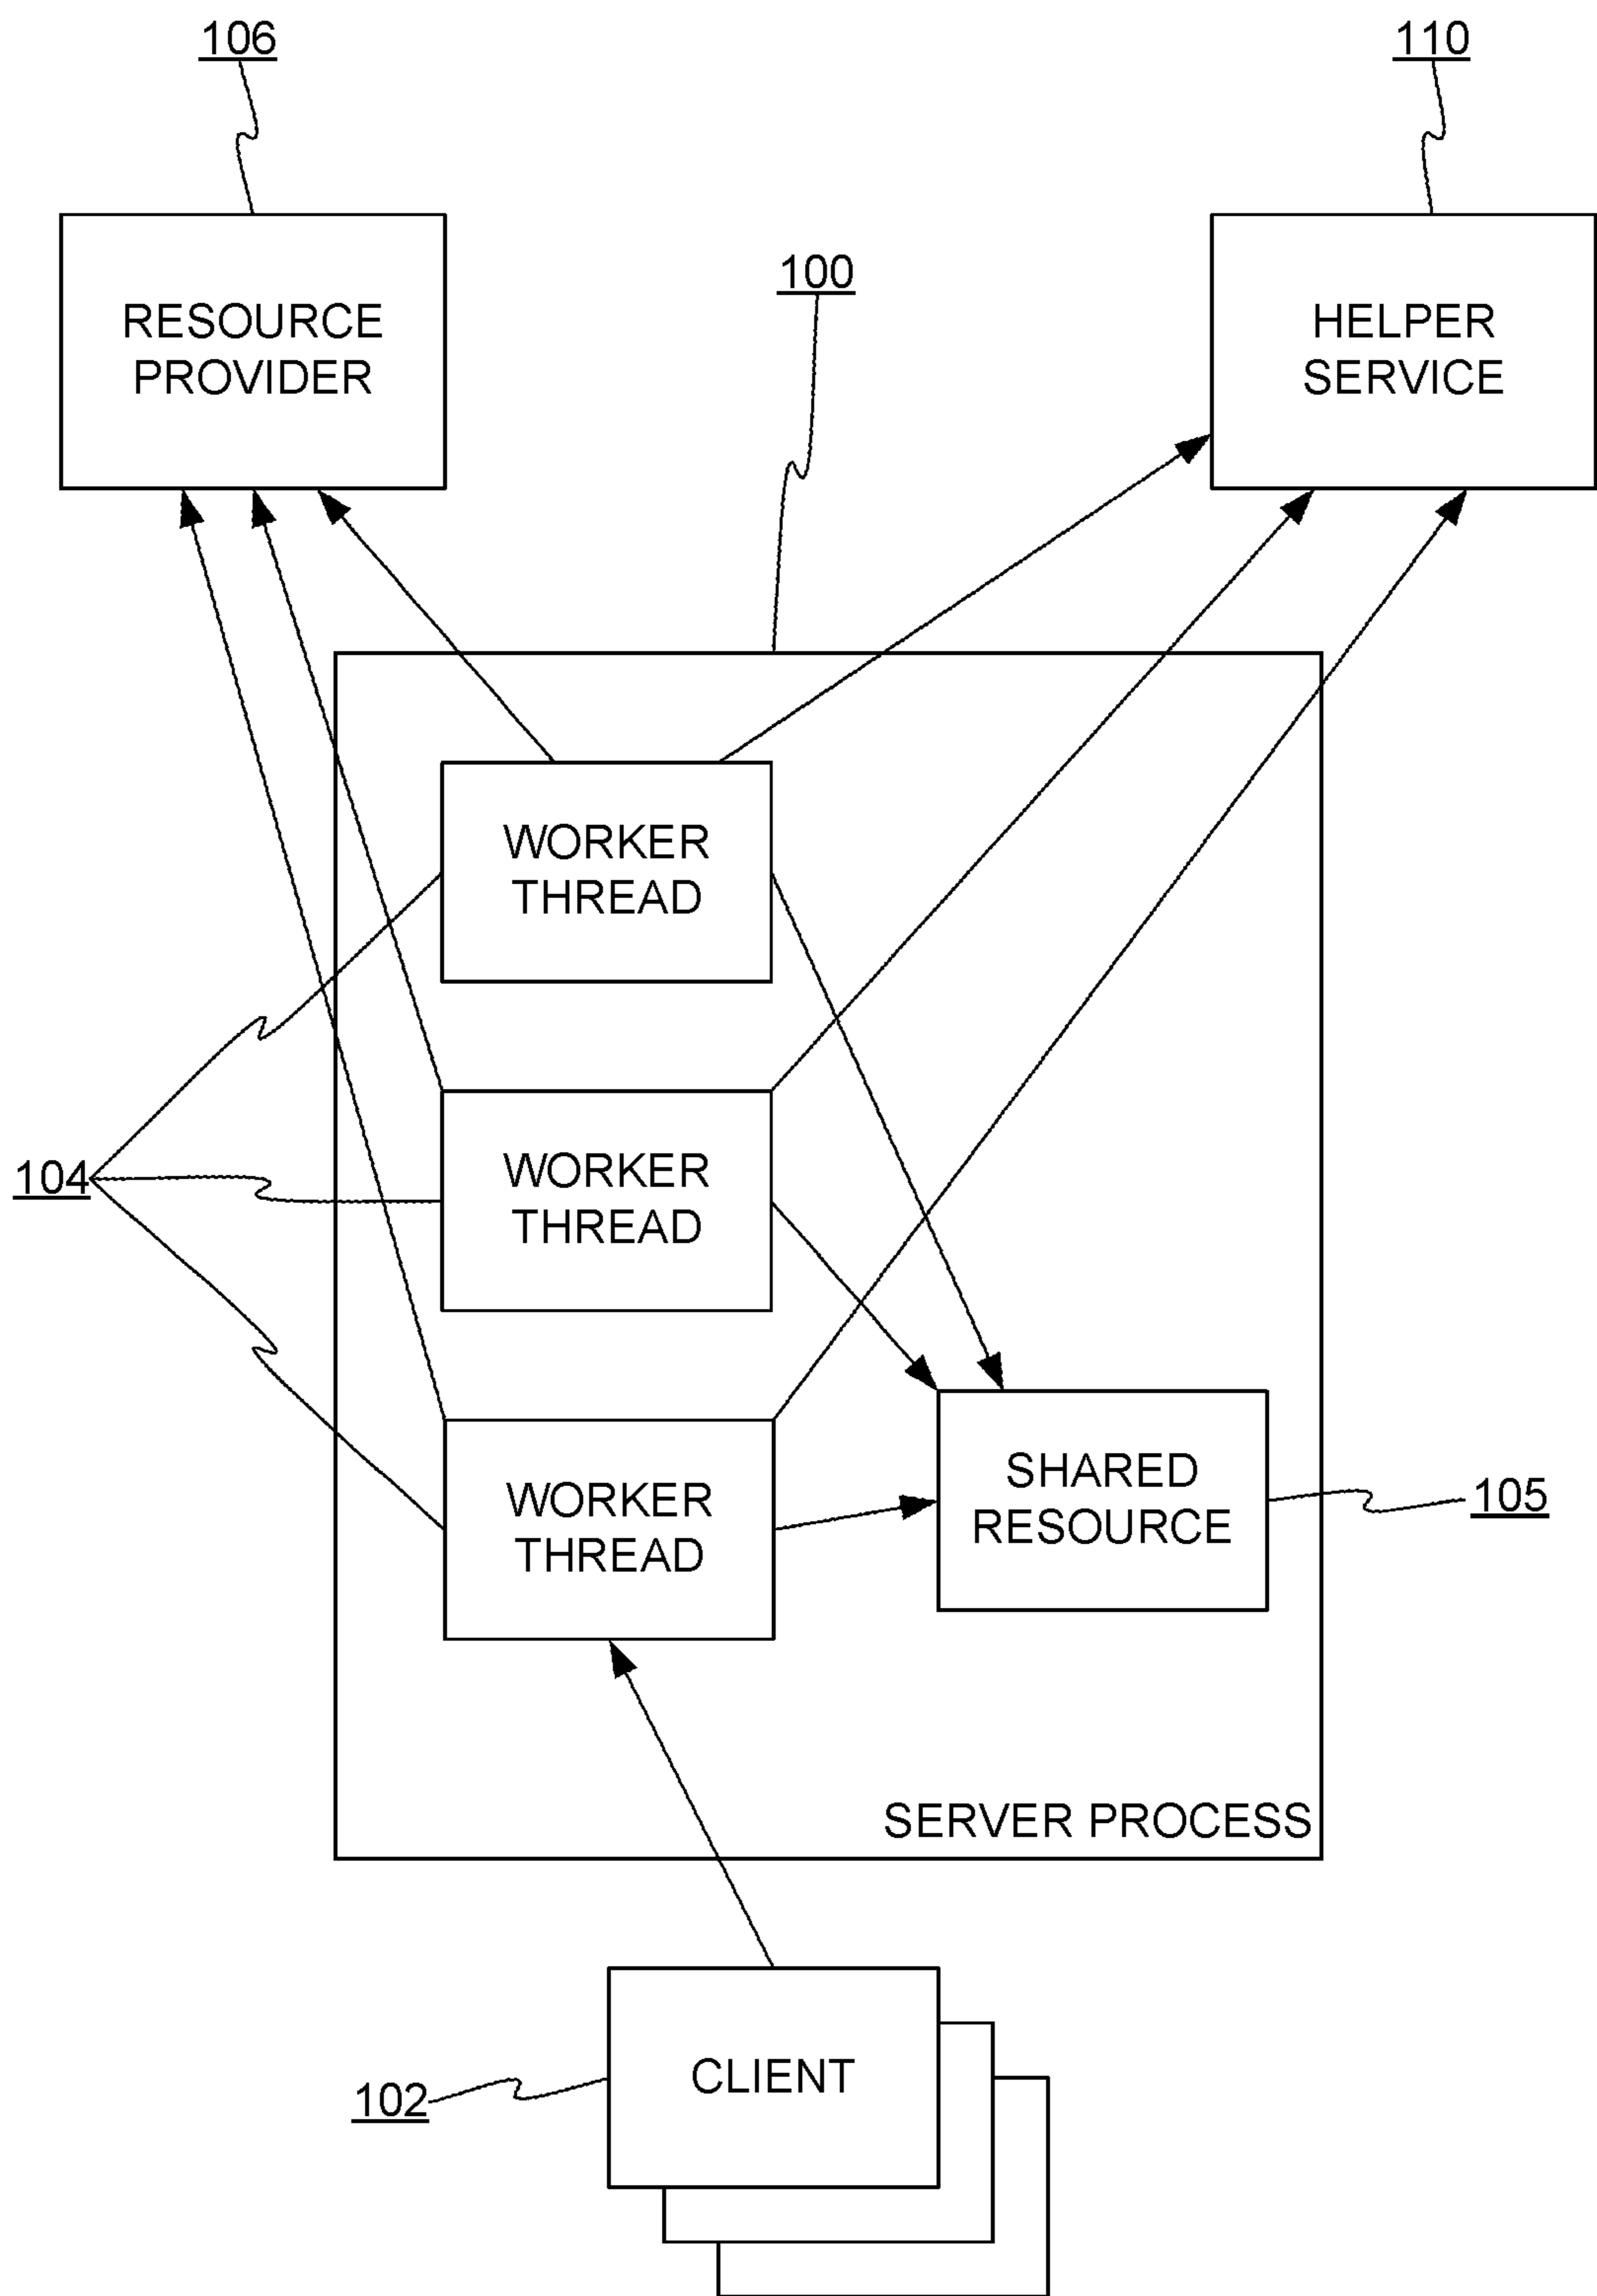 106
110
RESOURCE
PROVIDER
100
HELPER
SERVICE
WORKER
THREAD
WORKER
THREAD
104
WORKER
THREAD
SHARED
RESOURCE
105
SERVER PROCESS
CLIENT
102